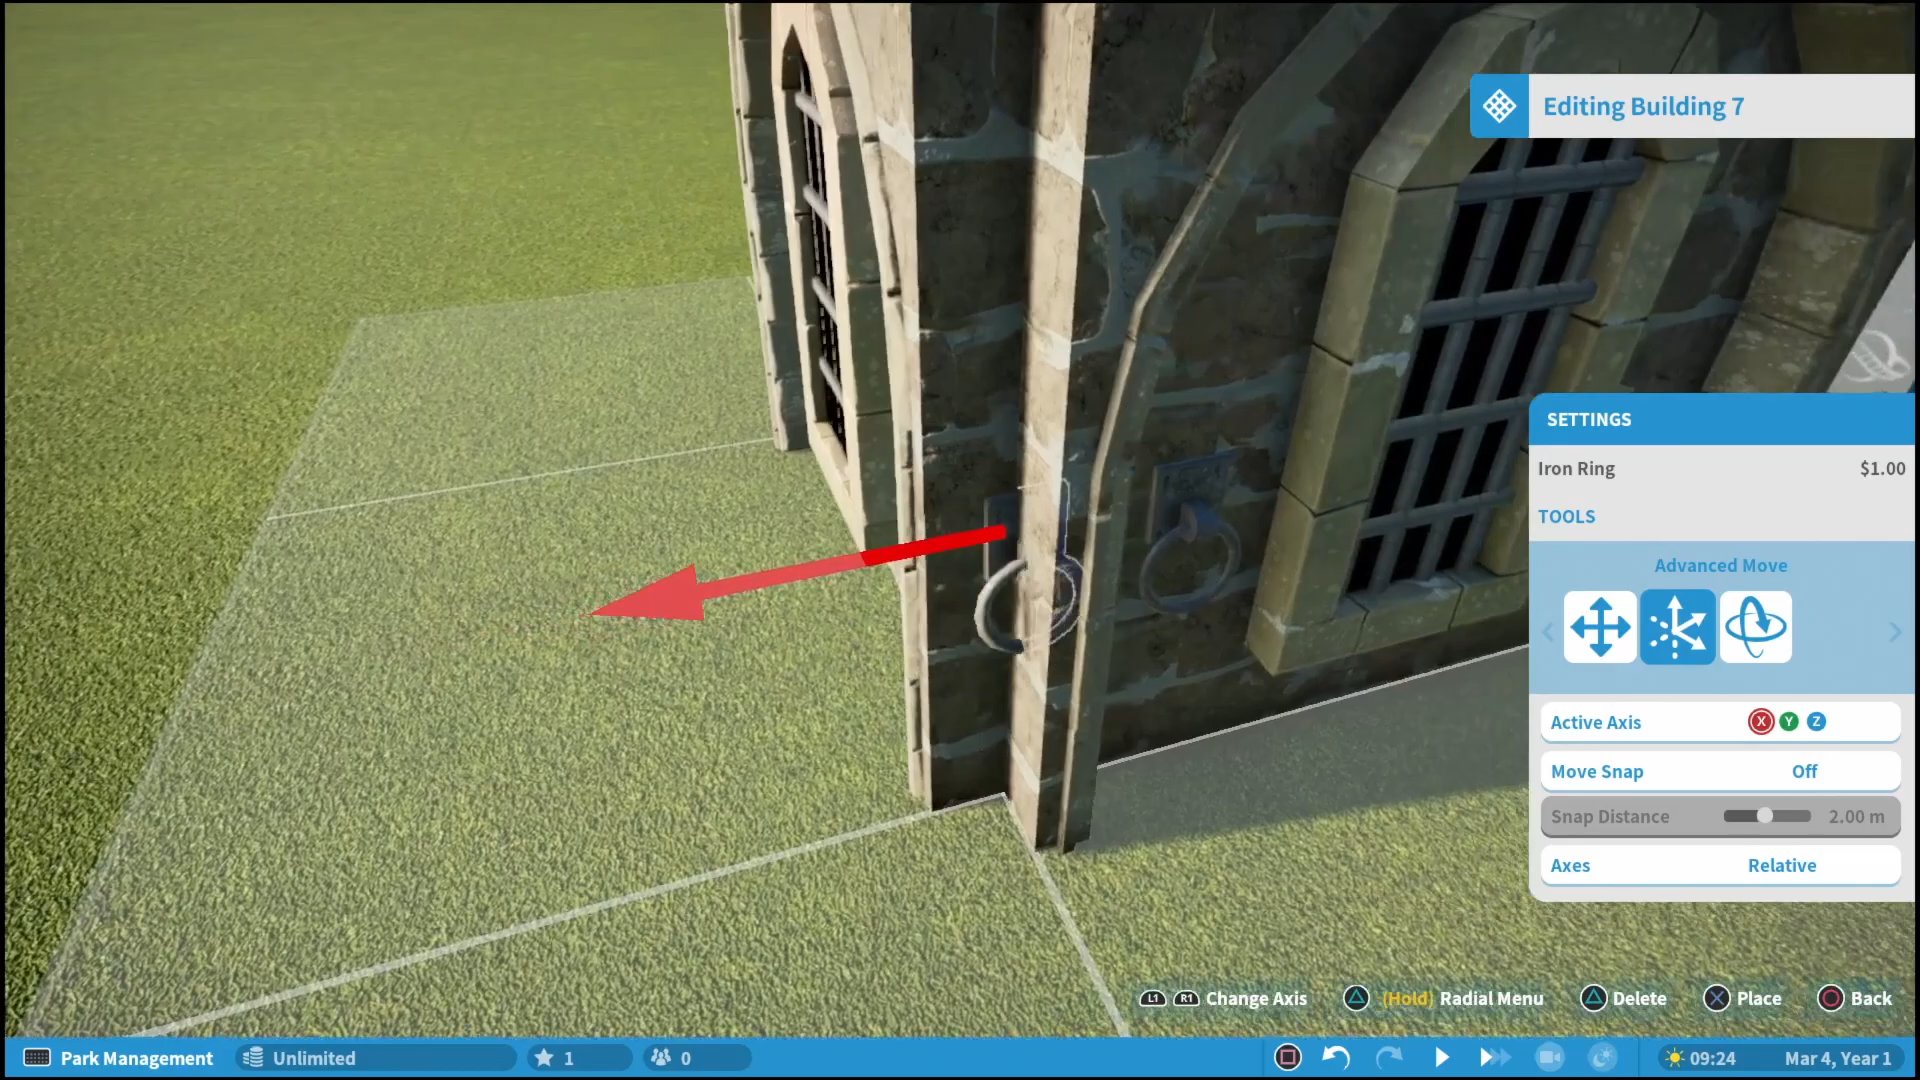 Editing Building 7
SETTINGS
Iron Ring $1.00
TOOLS
Advanced Move
Active Axis X Y Z
Move Snap Off
Snap Distance 2.00 m
Axes Relative
L1 R1 Change Axis (Hold) Radial Menu Delete Place Back
Park Management Unlimited 1 0 09:24 Mar 4, Year 1